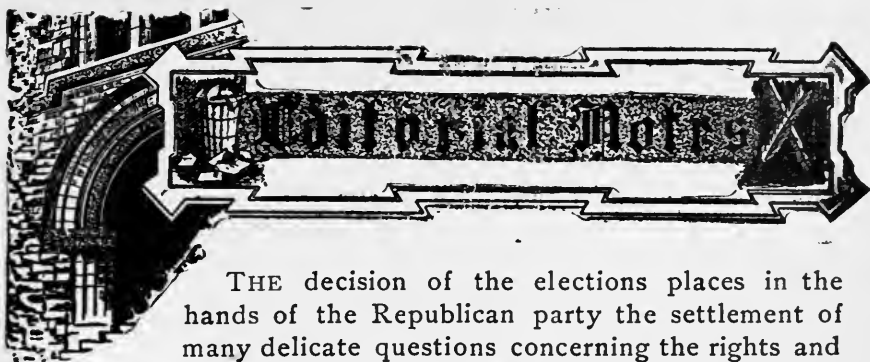 Editorial Notes
THE decision of the elections places in the
hands of the Republican party the settlement of
many delicate questions concerning the rights and